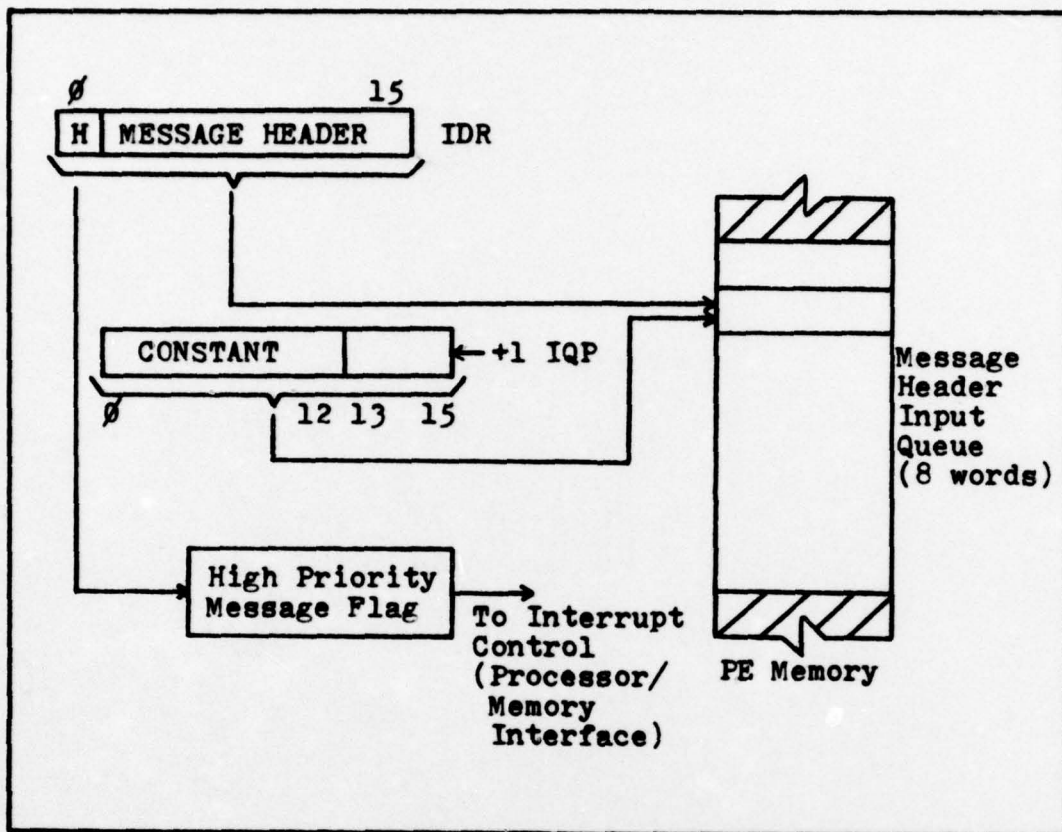 Ø 15
H MESSAGE HEADER IDR
CONSTANT +1 IQP
Ø 12 13 15
Message
Header
Input
Queue
(8 words)
High Priority
Message Flag
To Interrupt
Control
(Processor/
Memory
Interface)
PE Memory